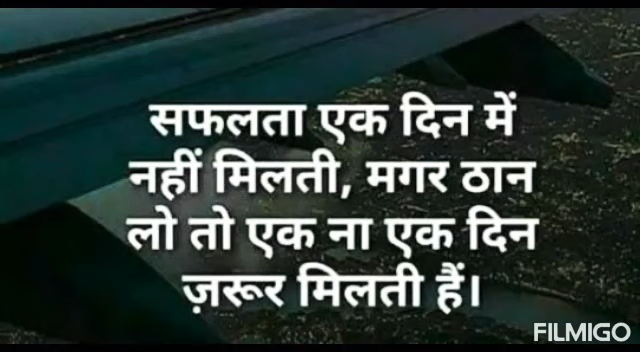 सफलता एक दिन में
नहीं मिलती, मगर ठान
लो तो एक ना एक दिन
ज़रूर मिलती हैं।
FILMIGO